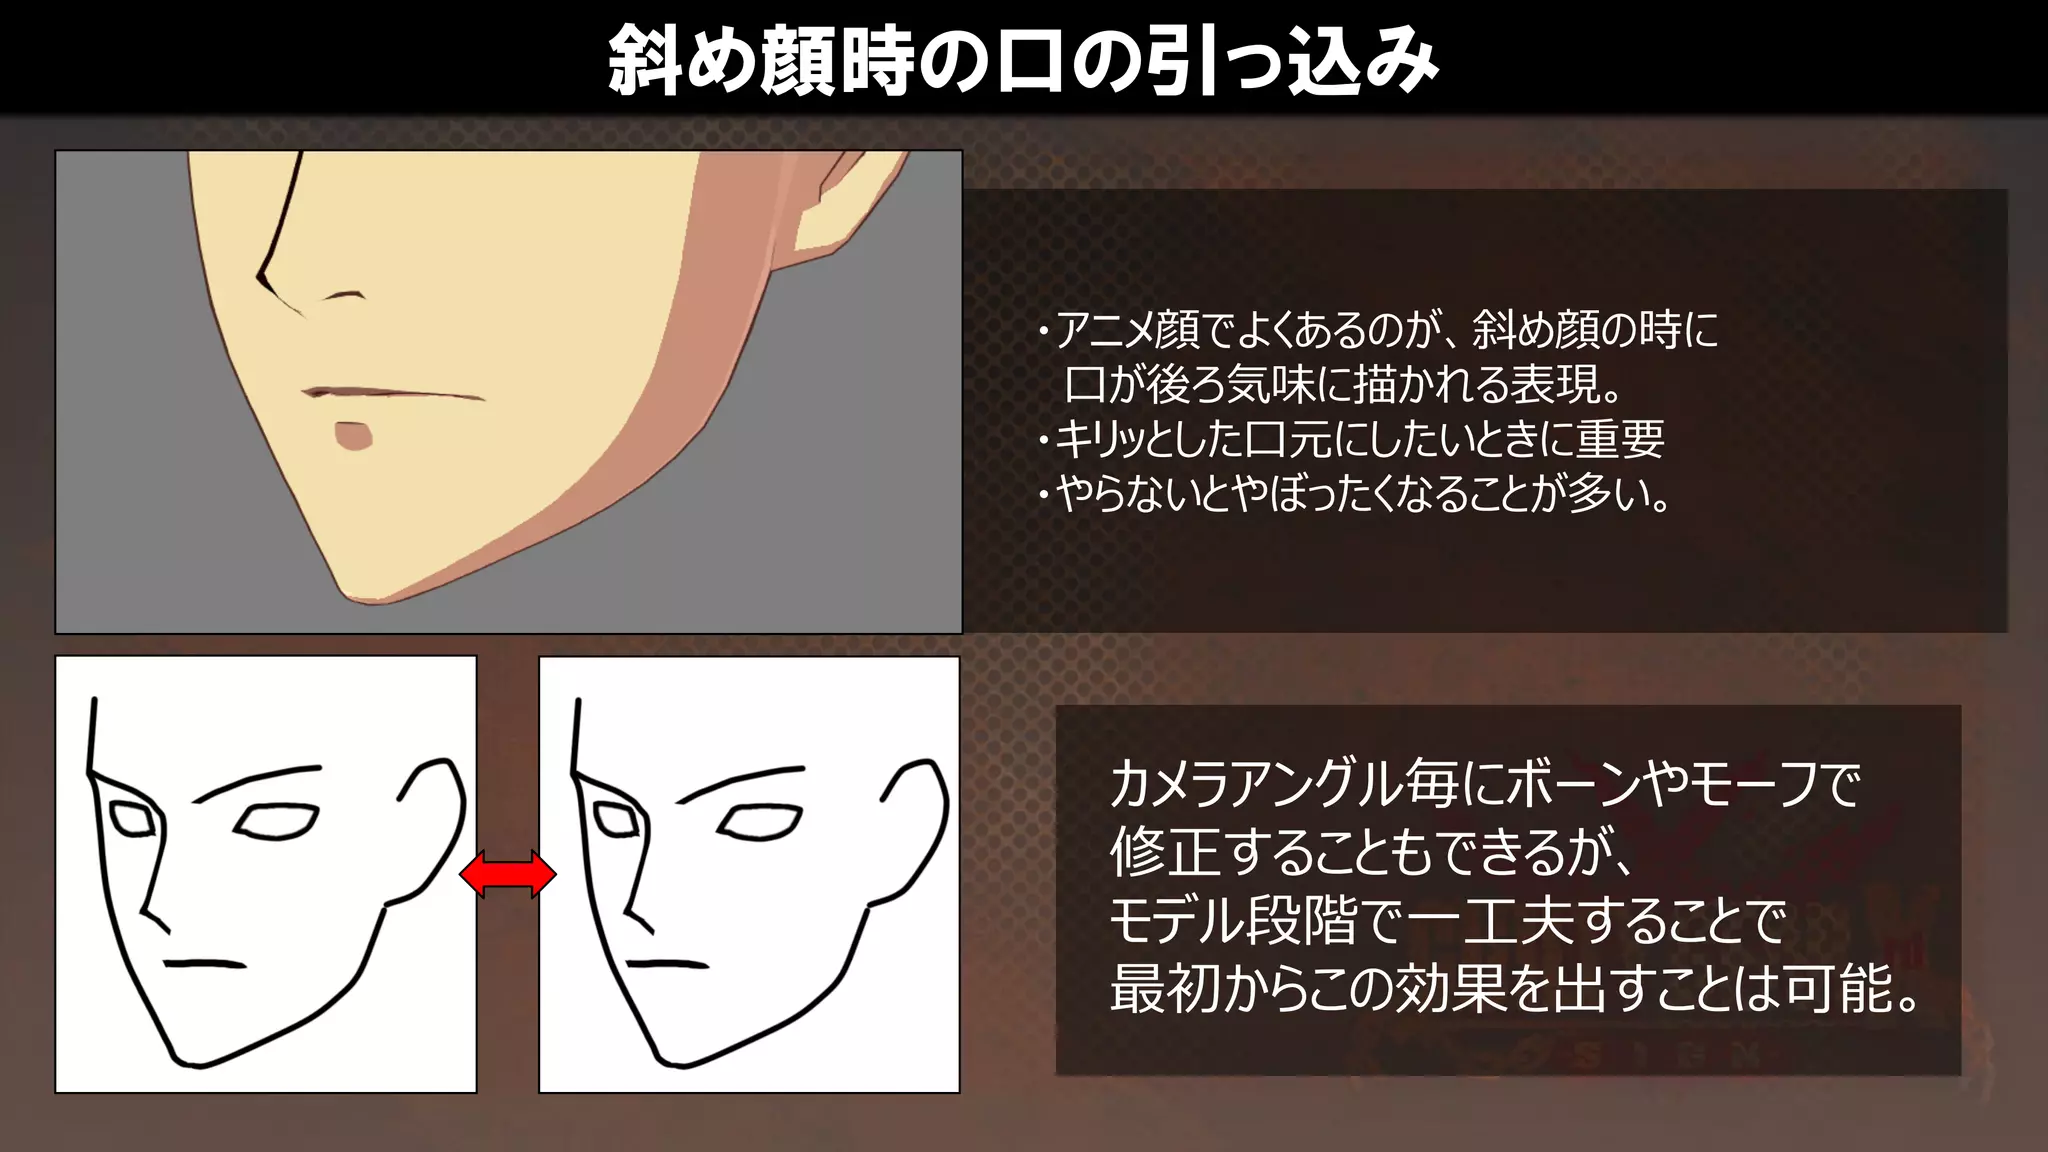 斜め顔時の口の引っ込み
・アニメ顔でよくあるのが、斜め顔の時に
口が後ろ気味に描かれる表現。
・キリッとした口元にしたいときに重要
・やらないとやぼったくなることが多い。
カメラアングル毎にボーンやモーフで
修正することもできるが、
モデル段階で一工夫することで
最初からこの効果を出すことは可能。